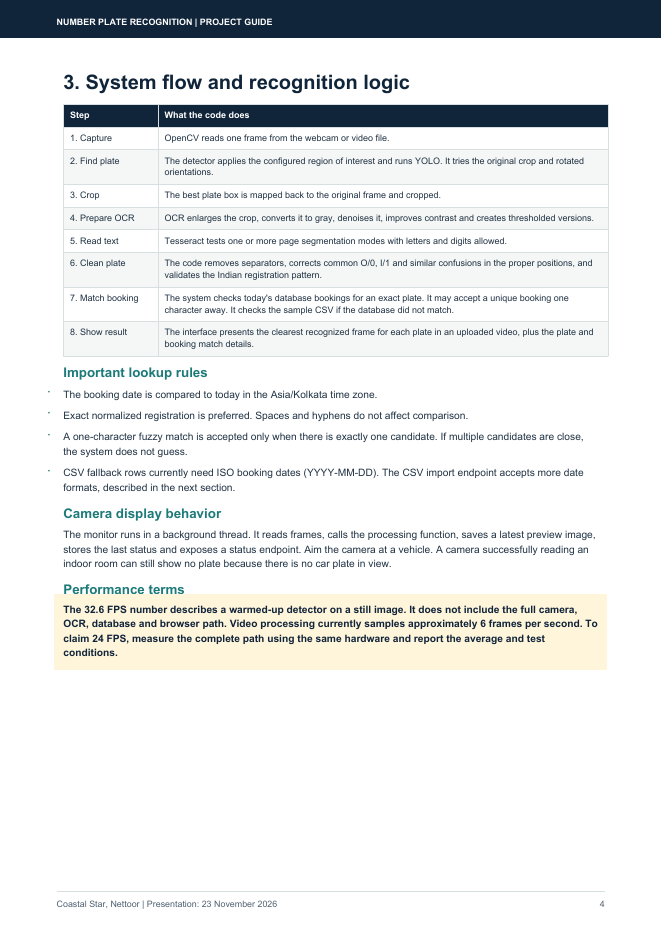 NUMBER PLATE RECOGNITION | PROJECT GUIDE
3. System flow and recognition logic
Step What the code does
1. Capture OpenCV reads one frame from the webcam or video file.
2. Find plate The detector applies the configured region of interest and runs YOLO. It tries the original crop and rotated
orientations.
3. Crop The best plate box is mapped back to the original frame and cropped.
4. Prepare OCR OCR enlarges the crop, converts it to gray, denoises it, improves contrast and creates thresholded versions.
5. Read text Tesseract tests one or more page segmentation modes with letters and digits allowed.
6. Clean plate The code removes separators, corrects common O/0, I/1 and similar confusions in the proper positions, and
validates the Indian registration pattern.
7. Match booking The system checks today's database bookings for an exact plate. It may accept a unique booking one
character away. It checks the sample CSV if the database did not match.
8. Show result The interface presents the clearest recognized frame for each plate in an uploaded video, plus the plate and
booking match details.
Important lookup rules
The booking date is compared to today in the Asia/Kolkata time zone.
Exact normalized registration is preferred. Spaces and hyphens do not affect comparison.
A one-character fuzzy match is accepted only when there is exactly one candidate. If multiple candidates are close,
the system does not guess.
CSV fallback rows currently need ISO booking dates (YYYY-MM-DD). The CSV import endpoint accepts more date
formats, described in the next section.
Camera display behavior
The monitor runs in a background thread. It reads frames, calls the processing function, saves a latest preview image,
stores the last status and exposes a status endpoint. Aim the camera at a vehicle. A camera successfully reading an
indoor room can still show no plate because there is no car plate in view.
Performance terms
The 32.6 FPS number describes a warmed-up detector on a still image. It does not include the full camera,
OCR, database and browser path. Video processing currently samples approximately 6 frames per second. To
claim 24 FPS, measure the complete path using the same hardware and report the average and test
conditions.
Coastal Star, Nettoor | Presentation: 23 November 2026 4